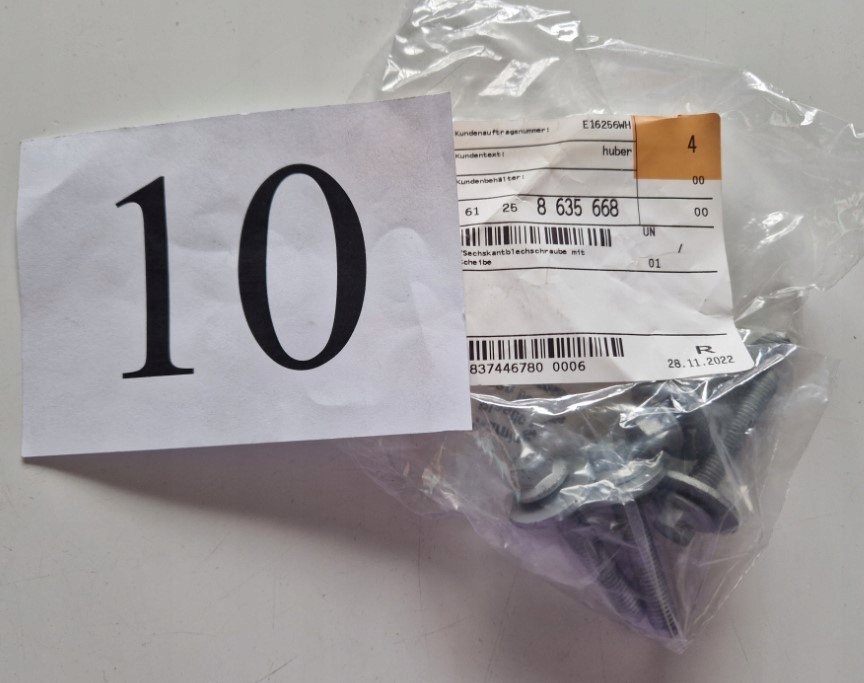 10
Kundenauftragsnummer: E16256WH
4
Kundentext: huber
Kundenbehälter: 00
61 25 8 635 668 00
UN /
Sechskantblechschraube mit
cheibe
01
R
837446780 0006 28.11.2022